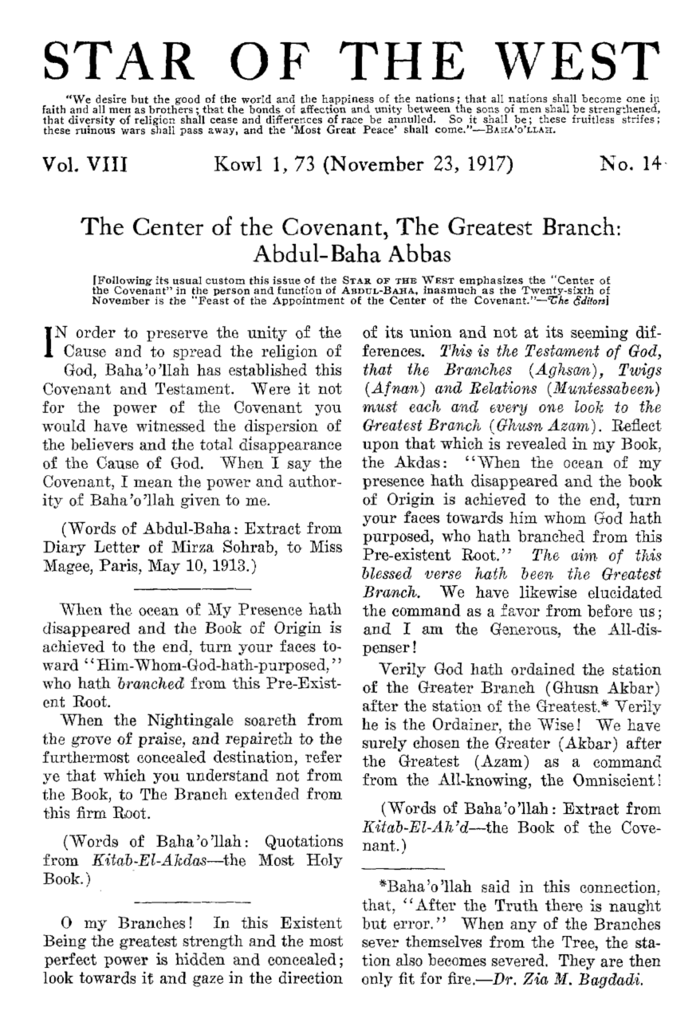 STAR OF THE WEST
"We desire but the good of the world and the happiness of the nations; that all nations shall become one in
faith and all men as brothers; that the bonds of affection and unity between the sons of men shall be strengthened,
that diversity of religion shall cease and differences of race be annulled. So it shall be; these fruitless strifes;
these ruinous wars shall pass away, and the 'Most Great Peace' shall come."—BAHA'O'LLAH.
Vol. VIII Kowl 1, 73 (November 23, 1917) No. 14
The Center of the Covenant, The Greatest Branch:
Abdul-Baha Abbas
[Following its usual custom this issue of the STAR OF THE WEST emphasizes the "Center of
the Covenant" in the person and function of ABDUL-BAHA, inasmuch as the Twenty-sixth of
November is the "Feast of the Appointment of the Center of the Covenant."—The Editors]
IN order to preserve the unity of the
Cause and to spread the religion of
God, Baha'o'llah has established this
Covenant and Testament. Were it not
for the power of the Covenant you
would have witnessed the dispersion of
the believers and the total disappearance
of the Cause of God. When I say the
Covenant, I mean the power and author-
ity of Baha'o'llah given to me.
(Words of Abdul-Baha: Extract from
Diary Letter of Mirza Sohrab, to Miss
Magee, Paris, May 10, 1913.)
When the ocean of My Presence hath
disappeared and the Book of Origin is
achieved to the end, turn your faces to-
ward "Him-Whom-God-hath-purposed,"
who hath branched from this Pre-Exist-
ent Root.
When the Nightingale soareth from
the grove of praise, and repaireth to the
furthermost concealed destination, refer
ye that which you understand not from
the Book, to The Branch extended from
this firm Root.
(Words of Baha'o'llah: Quotations
from Kitab-El-Akdas—the Most Holy
Book.)
O my Branches! In this Existent
Being the greatest strength and the most
perfect power is hidden and concealed;
look towards it and gaze in the direction
of its union and not at its seeming dif-
ferences. This is the Testament of God,
that the Branches (Aghsan), Twigs
(Afnan) and Relations (Muntessabeen)
must each and every one look to the
Greatest Branch (Ghusn Azam). Reflect
upon that which is revealed in my Book,
the Akdas: "When the ocean of my
presence hath disappeared and the book
of Origin is achieved to the end, turn
your faces towards him whom God hath
purposed, who hath branched from this
Pre-existent Root." The aim of this
blessed verse hath been the Greatest
Branch. We have likewise elucidated
the command as a favor from before us;
and I am the Generous, the All-dis-
penser!
Verily God hath ordained the station
of the Greater Branch (Ghusn Akbar)
after the station of the Greatest.* Verily
he is the Ordainer, the Wise! We have
surely chosen the Greater (Akbar) after
the Greatest (Azam) as a command
from the All-knowing, the Omniscient!
(Words of Baha'o'llah: Extract from
Kitab-El-Ah'd—the Book of the Cove-
nant.)
*Baha'o'llah said in this connection,
that, "After the Truth there is naught
but error." When any of the Branches
sever themselves from the Tree, the sta-
tion also becomes severed. They are then
only fit for fire.—Dr. Zia M. Bagdadi.